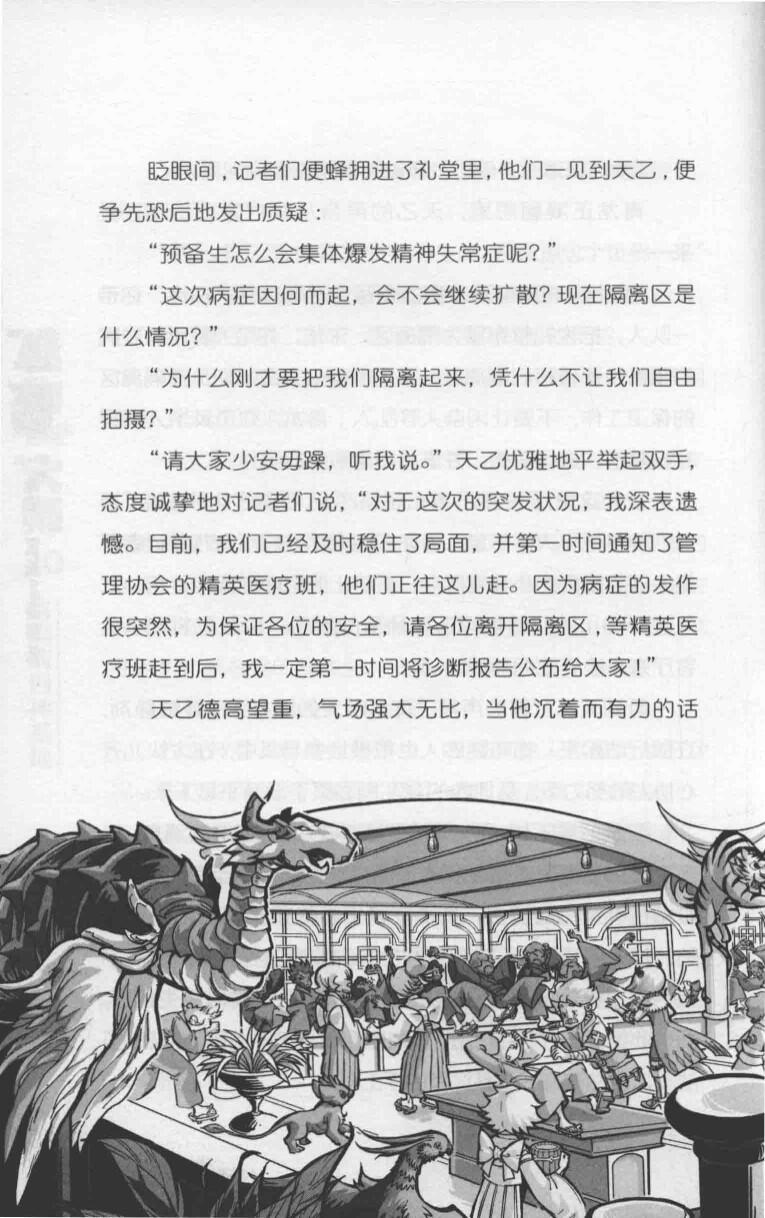 眨眼间，记者们便蜂拥进了礼堂里，他们一见到天乙，便
争先恐后地发出质疑：
“预备生怎么会集体爆发精神失常症呢？”
“这次病症因何而起，会不会继续扩散？现在隔离区是
什么情况？”
“为什么刚才要把我们隔离起来，凭什么不让我们自由
拍摄？”
“请大家少安毋躁，听我说。”天乙优雅地平举起双手，
态度诚挚地对记者们说，“对于这次的突发状况，我深表遗
憾。目前，我们已经及时稳住了局面，并第一时间通知了管
理协会的精英医疗班，他们正往这儿赶。因为病症的发作
很突然，为保证各位的安全，请各位离开隔离区，等精英医
疗班赶到后，我一定第一时间将诊断报告公布给大家！”
天乙德高望重，气场强大无比，当他沉着而有力的话